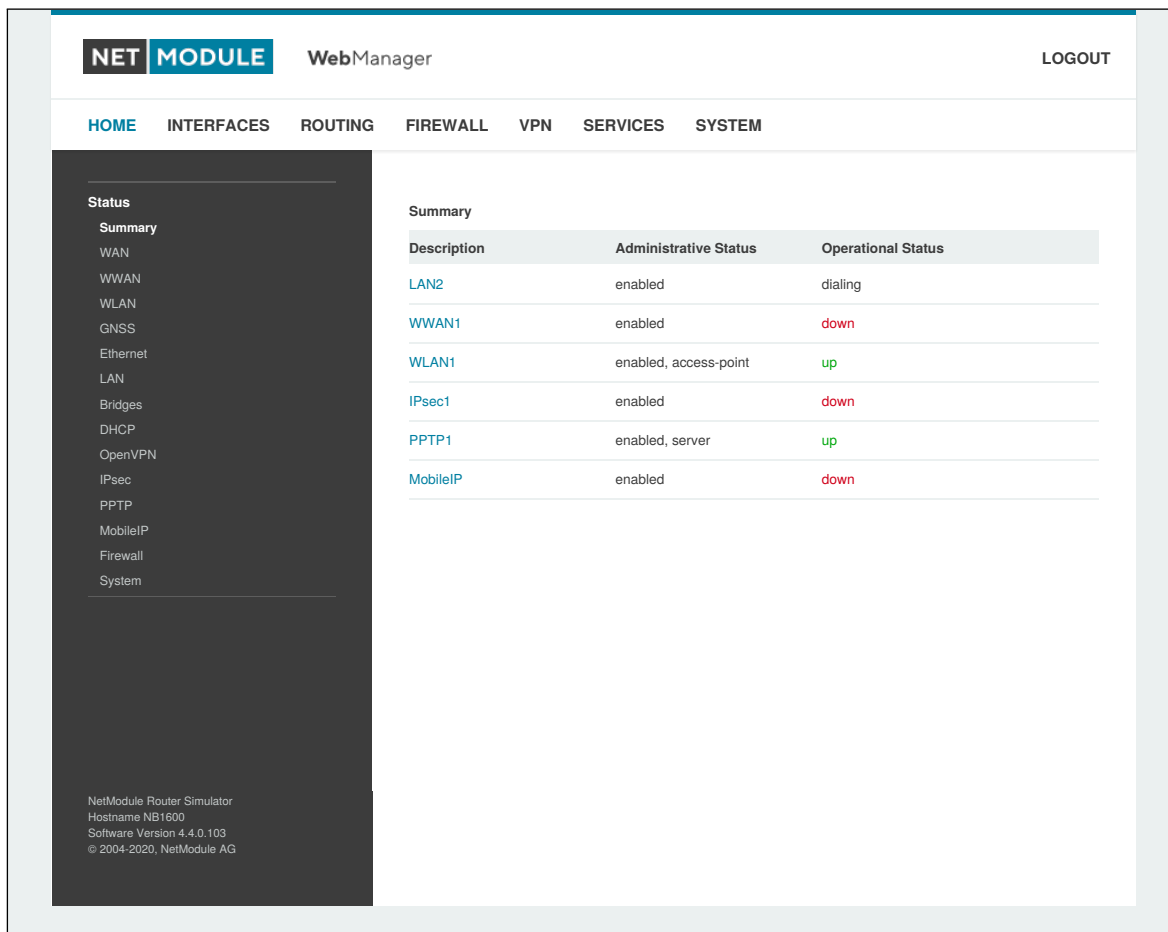 NET MODULE WebManager LOGOUT
HOME INTERFACES ROUTING FIREWALL VPN SERVICES SYSTEM
Status
Summary
WAN
WWAN
WLAN
GNSS
Ethernet
LAN
Bridges
DHCP
OpenVPN
IPsec
PPTP
MobileIP
Firewall
System
NetModule Router Simulator
Hostname NB1600
Software Version 4.4.0.103
© 2004-2020, NetModule AG
Summary
Description Administrative Status Operational Status
LAN2 enabled dialing
WWAN1 enabled down
WLAN1 enabled, access-point up
IPsec1 enabled down
PPTP1 enabled, server up
MobileIP enabled down